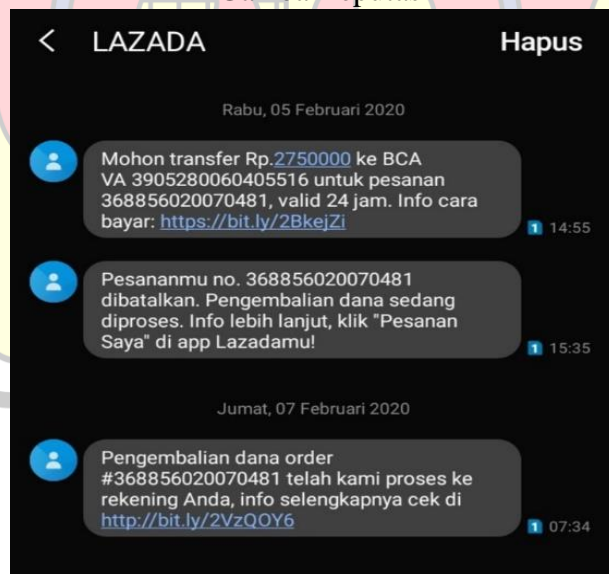 LAZADA Hapus
Rabu, 05 Februari 2020
Mohon transfer Rp.2750000 ke BCA
VA 3905280060405516 untuk pesanan
368856020070481, valid 24 jam. Info cara
bayar: https://bit.ly/2BkejZi
1 14:55
Pesananmu no. 368856020070481
dibatalkan. Pengembalian dana sedang
diproses. Info lebih lanjut, klik "Pesanan
Saya" di app Lazadamu!
1 15:35
Jumat, 07 Februari 2020
Pengembalian dana order
#368856020070481 telah kami proses ke
rekening Anda, info selengkapnya cek di
http://bit.ly/2VzQOY6
1 07:34